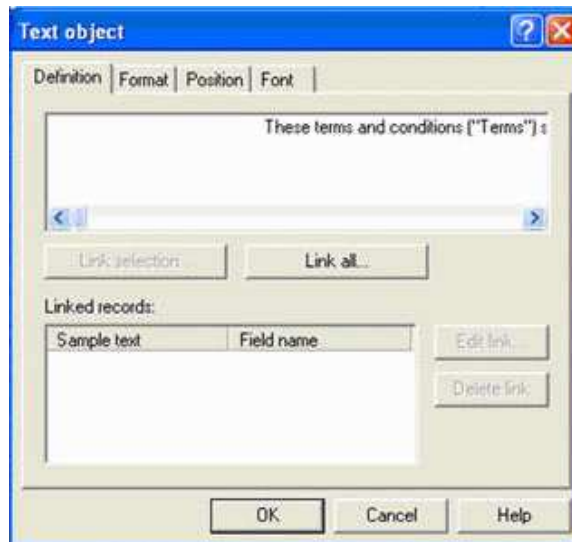 Text object
Definition Format Position Font
These terms and conditions ("Terms") s
Link selection...
Link all...
Linked records:
Sample text Field name
Edit link...
Delete link
OK Cancel Help